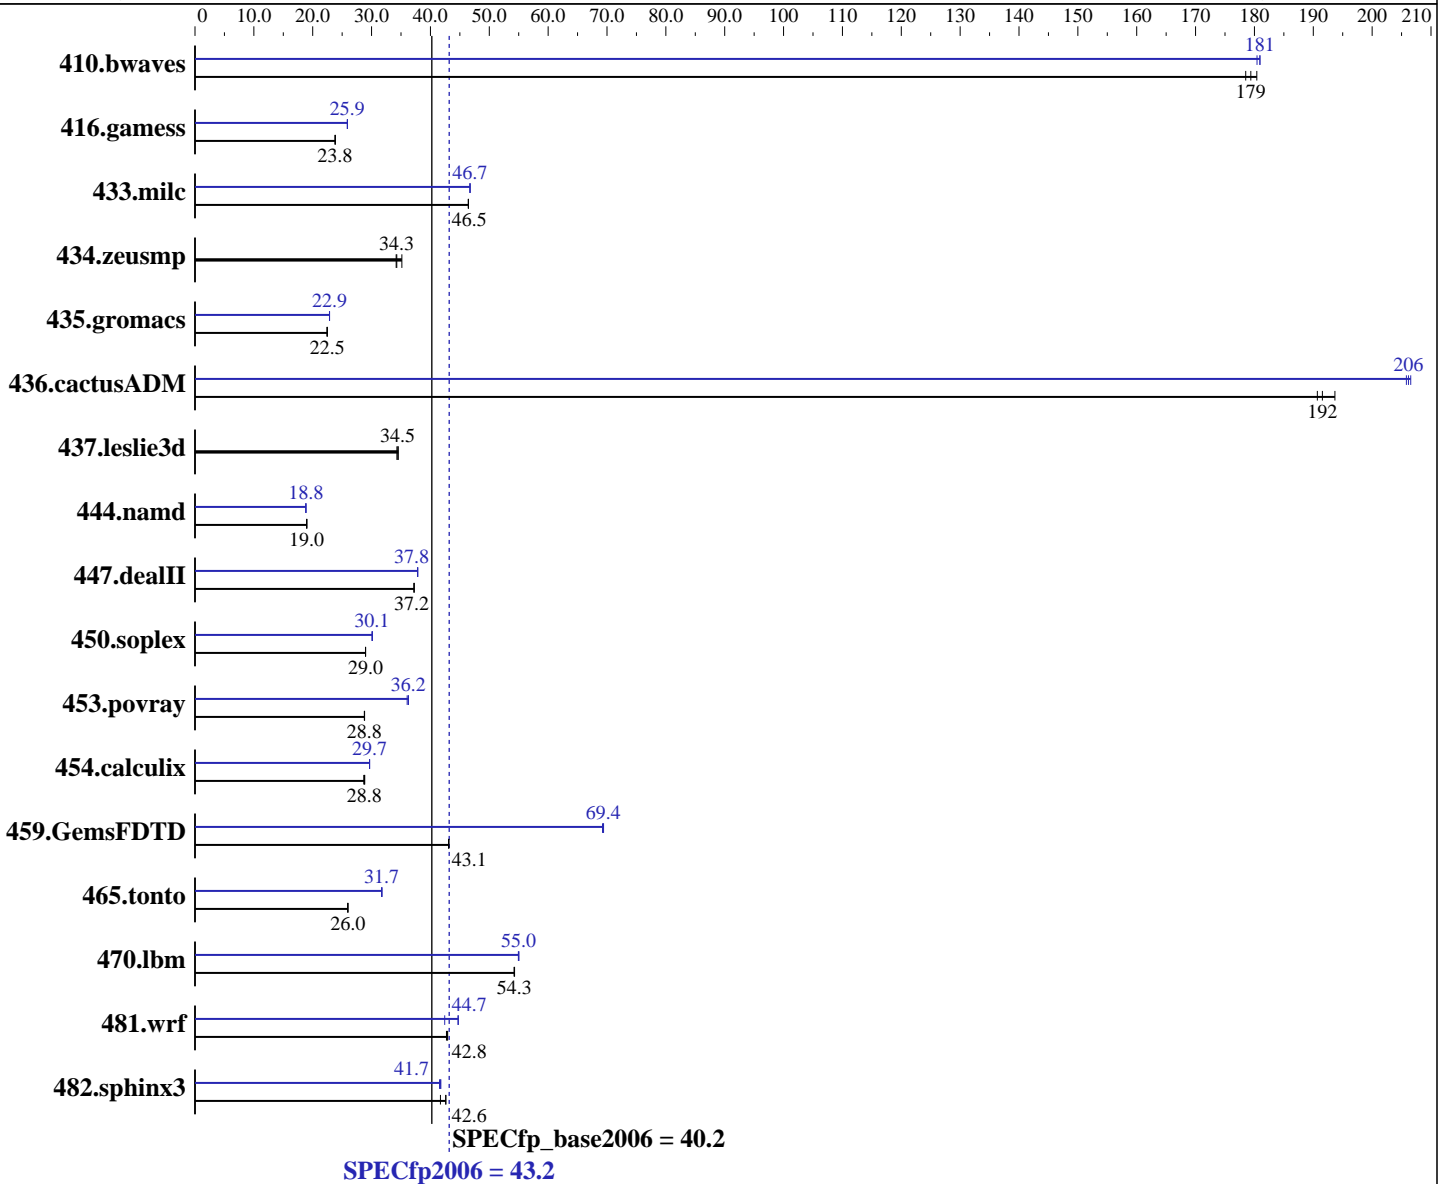 0 10.0 20.0 30.0 40.0 50.0 60.0 70.0 80.0 90.0 100 110 120 130 140 150 160 170 180 190 200 210
181
410.bwaves
179
25.9
416.gamess
23.8
46.7
433.milc
46.5
34.3
434.zeusmp
22.9
435.gromacs
22.5
206
436.cactusADM
192
34.5
437.leslie3d
18.8
444.namd
19.0
37.8
447.dealII
37.2
30.1
450.soplex
29.0
36.2
453.povray
28.8
29.7
454.calculix
28.8
69.4
459.GemsFDTD
43.1
31.7
465.tonto
26.0
55.0
470.lbm
54.3
44.7
481.wrf
42.8
41.7
482.sphinx3
42.6
SPECfp_base2006 = 40.2
SPECfp2006 = 43.2